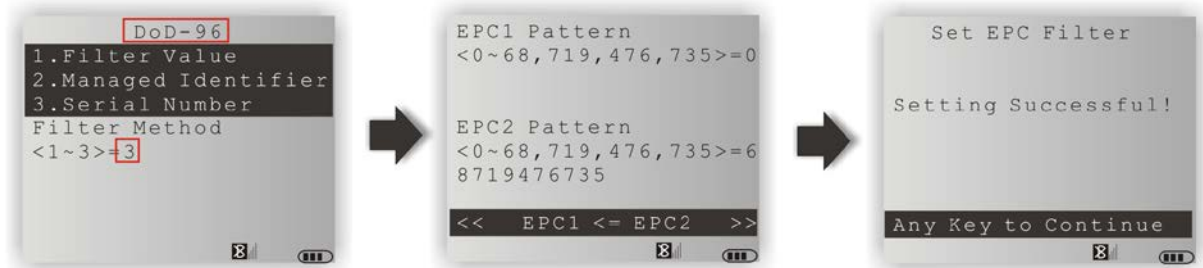 DoD-96
1.Filter Value
2.Managed Identifier
3.Serial Number
Filter Method
<1~3>=3
EPC1 Pattern
<0~68,719,476,735>=0
EPC2 Pattern
<0~68,719,476,735>=6
8719476735
<< EPC1 <= EPC2 >>
Set EPC Filter
Setting Successful!
Any Key to Continue